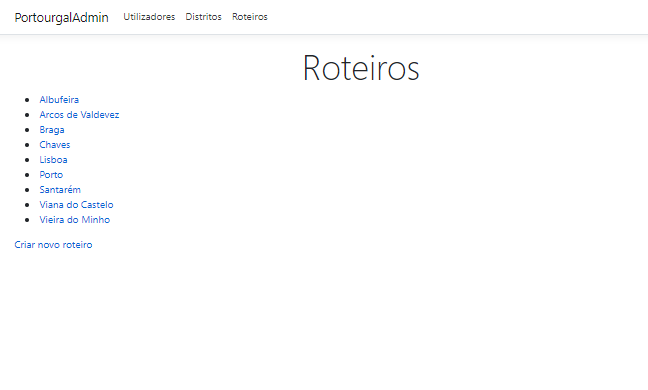 PortourgalAdmin Utilizadores Distritos Roteiros
Roteiros
Albufeira
Arcos de Valdevez
Braga
Chaves
Lisboa
Porto
Santarém
Viana do Castelo
Vieira do Minho
Criar novo roteiro